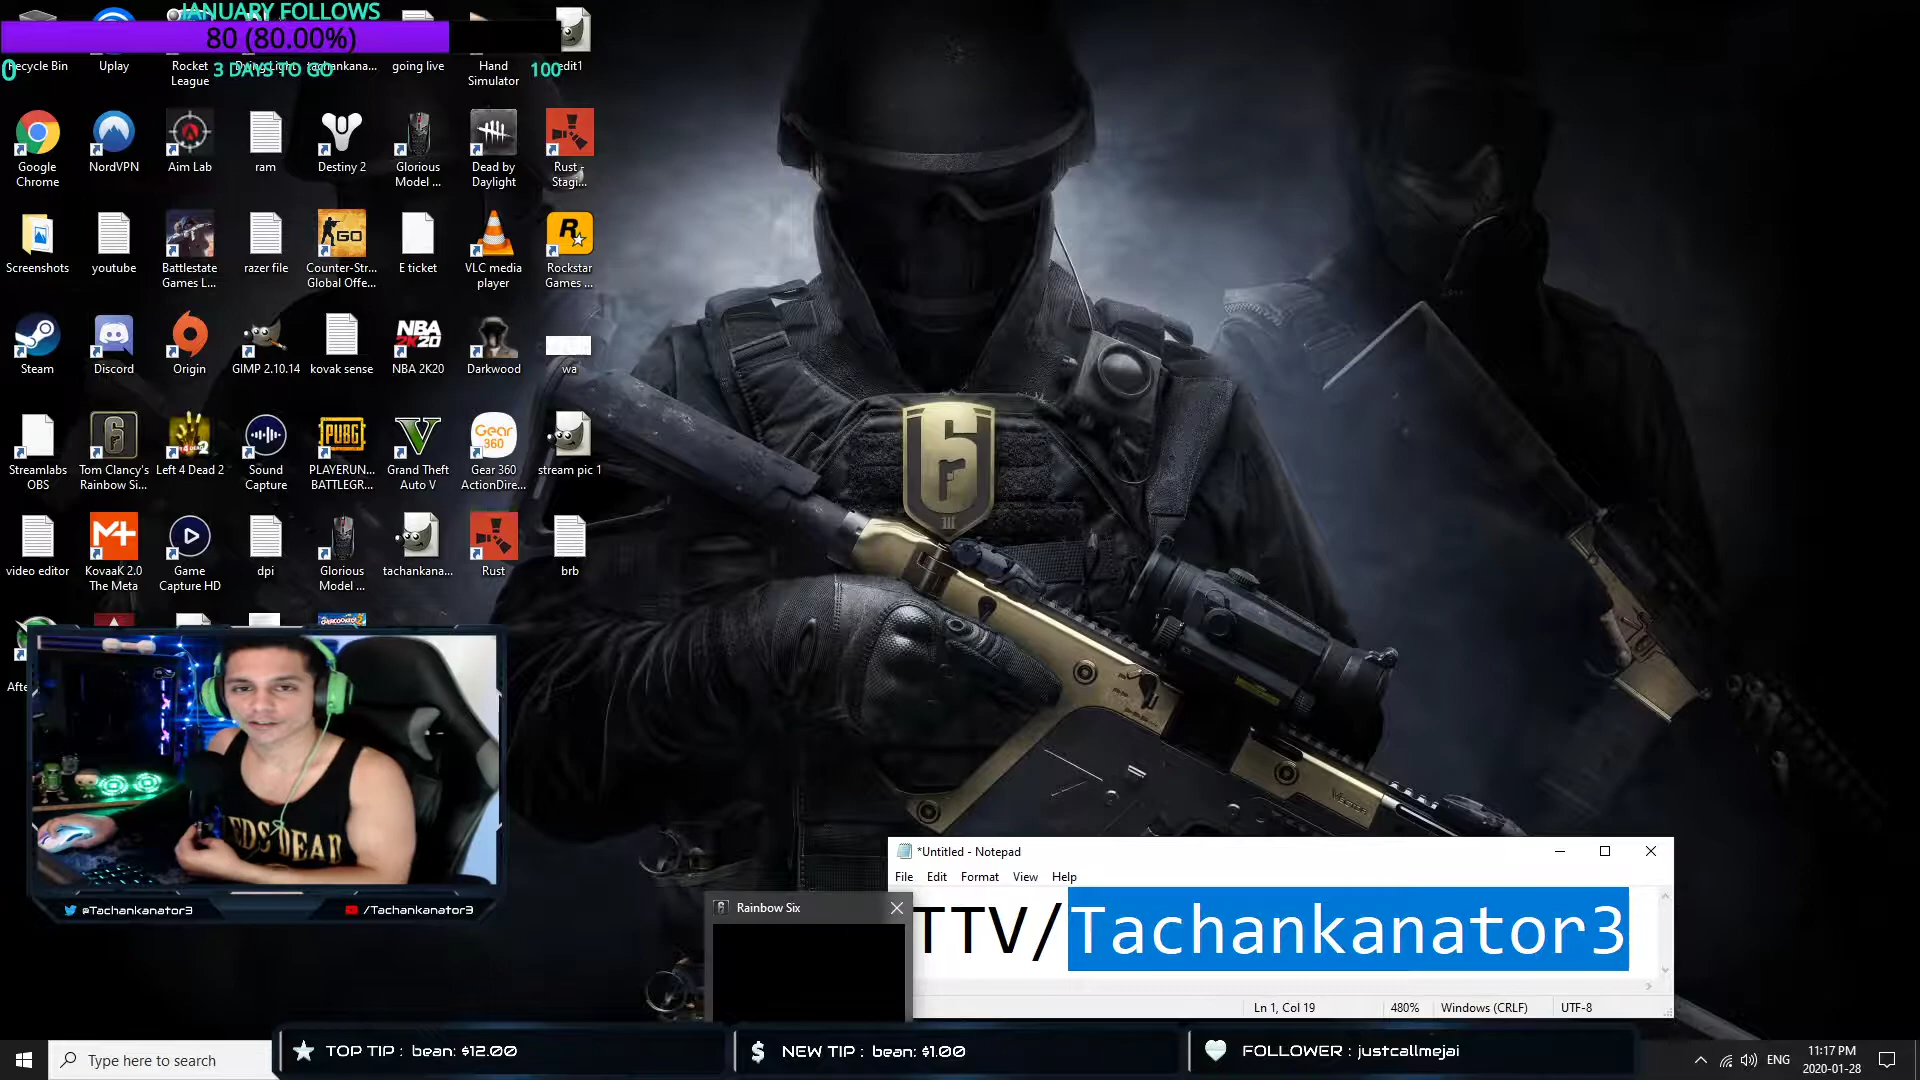 JANUARY FOLLOWS
80 (80.00%)
0
3 DAYS TO GO
100
Recycle Bin
Uplay
Rocket League
Dying Light
tachankana...
going live
Hand Simulator
edit1
Google Chrome
NordVPN
Aim Lab
ram
Destiny 2
Glorious Model ...
Dead by Daylight
Rust - Stagi...
Screenshots
youtube
Battlestate Games L...
razer file
Counter-Str... Global Offe...
E ticket
VLC media player
Rockstar Games ...
Steam
Discord
Origin
GIMP 2.10.14
kovak sense
NBA 2K20
Darkwood
wa
Streamlabs OBS
Tom Clancy's Rainbow Si...
Left 4 Dead 2
Sound Capture
PLAYERUN... BATTLEGR...
Grand Theft Auto V
Gear 360 ActionDire...
stream pic 1
video editor
KovaaK 2.0 The Meta
Game Capture HD
dpi
Glorious Model ...
tachankana...
Rust
brb
Afte
EDS DEAD
@Tachankanator3
/Tachankanator3
*Untitled - Notepad
File Edit Format View Help
TTV/Tachankanator3
Ln 1, Col 19
480%
Windows (CRLF)
UTF-8
Rainbow Six
Type here to search
TOP TIP : bean: $12.00
NEW TIP : bean: $1.00
FOLLOWER : justcallmejai
ENG
11:17 PM
2020-01-28